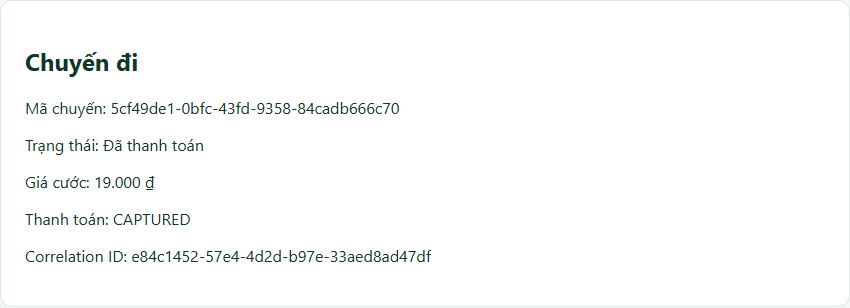 Chuyến đi
Mã chuyến: 5cf49de1-0bfc-43fd-9358-84cadb666c70
Trạng thái: Đã thanh toán
Giá cước: 19.000 ₫
Thanh toán: CAPTURED
Correlation ID: e84c1452-57e4-4d2d-b97e-33aed8ad47df